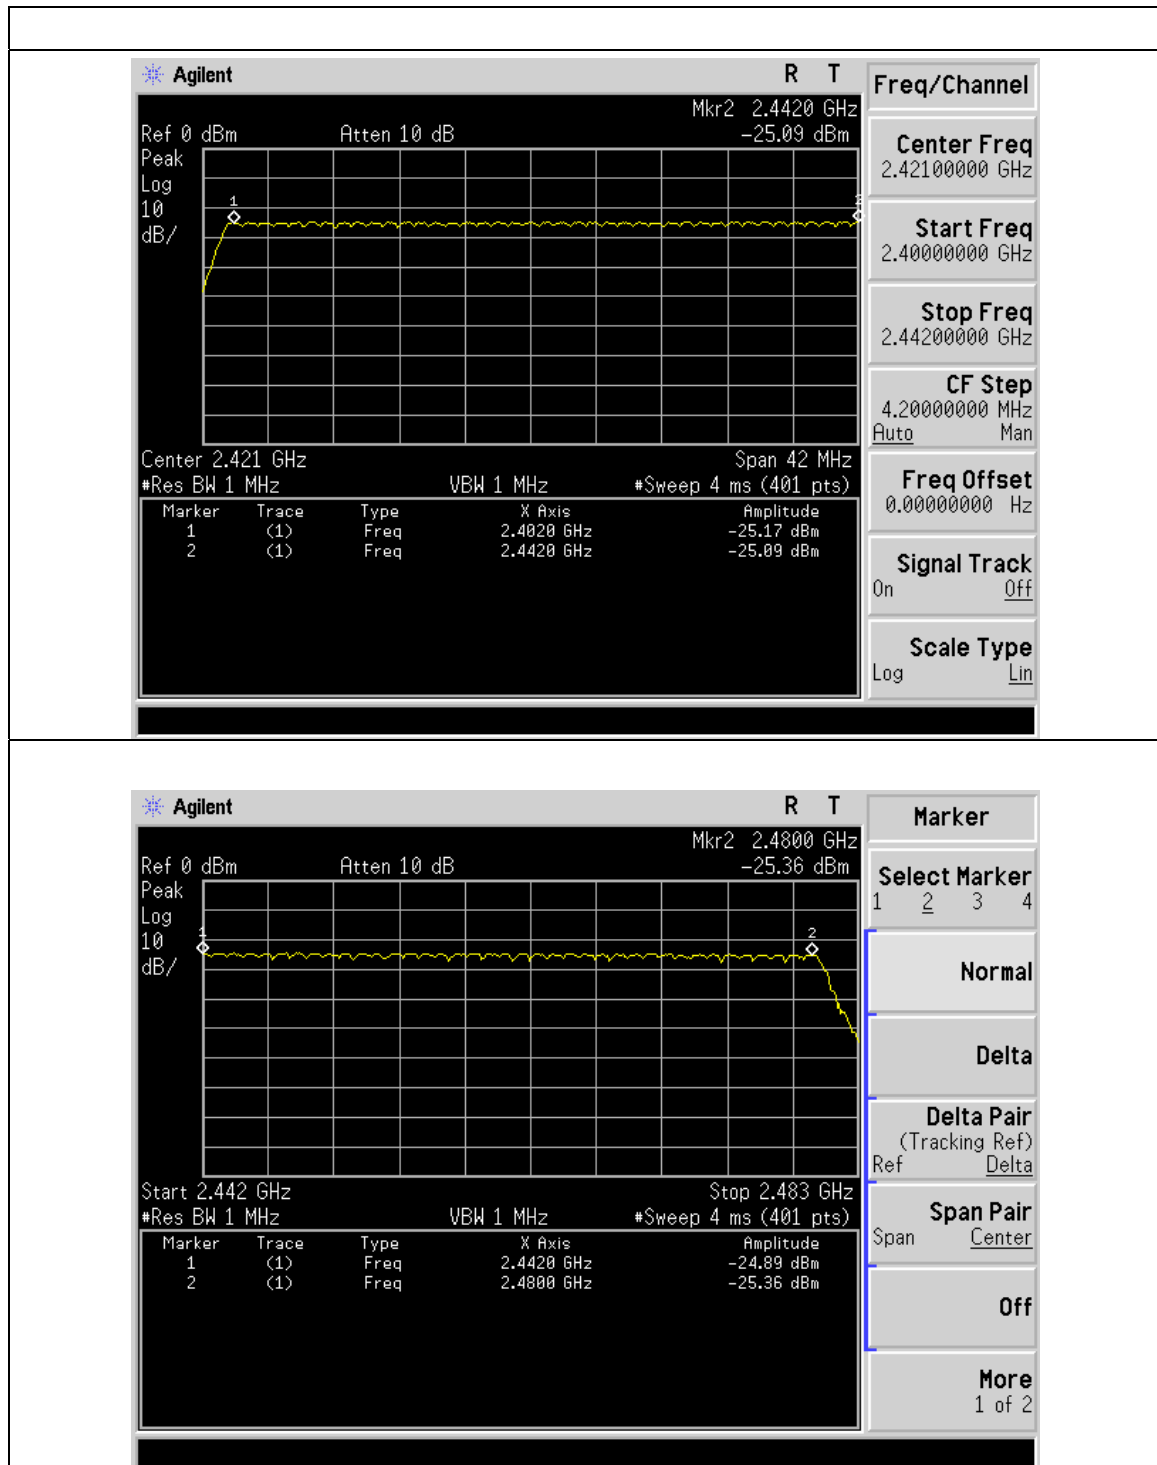 Agilent R T
Freq/Channel
Mkr2 2.4420 GHz
Ref 0 dBm Atten 10 dB -25.09 dBm
Peak
Log
10
dB/
1
2
Center 2.421 GHz Span 42 MHz
#Res BW 1 MHz VBW 1 MHz #Sweep 4 ms (401 pts)
Marker Trace Type X Axis Amplitude
1 (1) Freq 2.4020 GHz -25.17 dBm
2 (1) Freq 2.4420 GHz -25.09 dBm
Center Freq
2.42100000 GHz
Start Freq
2.40000000 GHz
Stop Freq
2.44200000 GHz
CF Step
4.20000000 MHz
Auto Man
Freq Offset
0.00000000 Hz
Signal Track
On Off
Scale Type
Log Lin
Agilent R T
Marker
Mkr2 2.4800 GHz
Ref 0 dBm Atten 10 dB -25.36 dBm
Peak
Log
10
dB/
1
2
Start 2.442 GHz Stop 2.483 GHz
#Res BW 1 MHz VBW 1 MHz #Sweep 4 ms (401 pts)
Marker Trace Type X Axis Amplitude
1 (1) Freq 2.4420 GHz -24.89 dBm
2 (1) Freq 2.4800 GHz -25.36 dBm
Select Marker
1 2 3 4
Normal
Delta
Delta Pair
(Tracking Ref)
Ref Delta
Span Pair
Span Center
Off
More
1 of 2